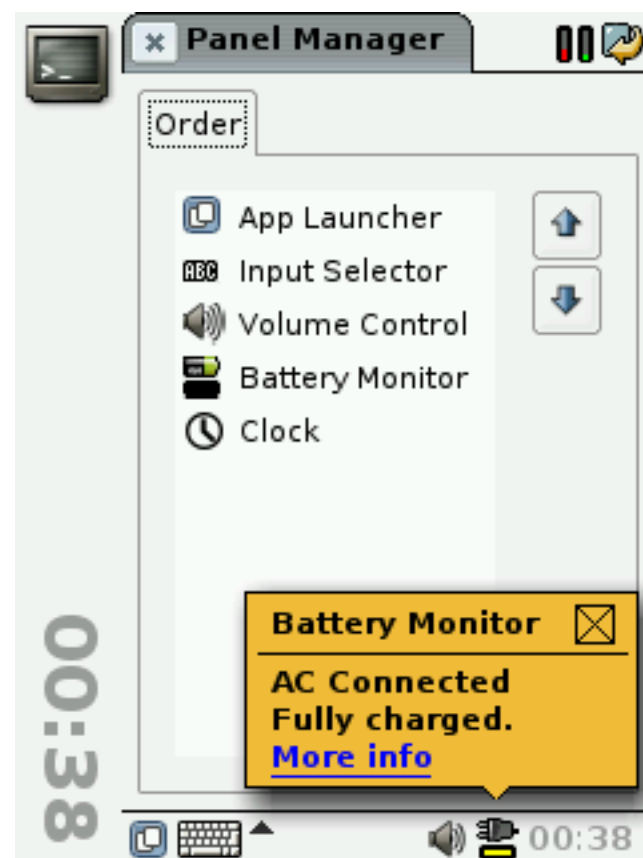 Panel Manager
Order
App Launcher
ABC
Input Selector
Volume Control
Battery Monitor
Clock
Battery Monitor
AC Connected
Fully charged.
More info
00:38
00:38